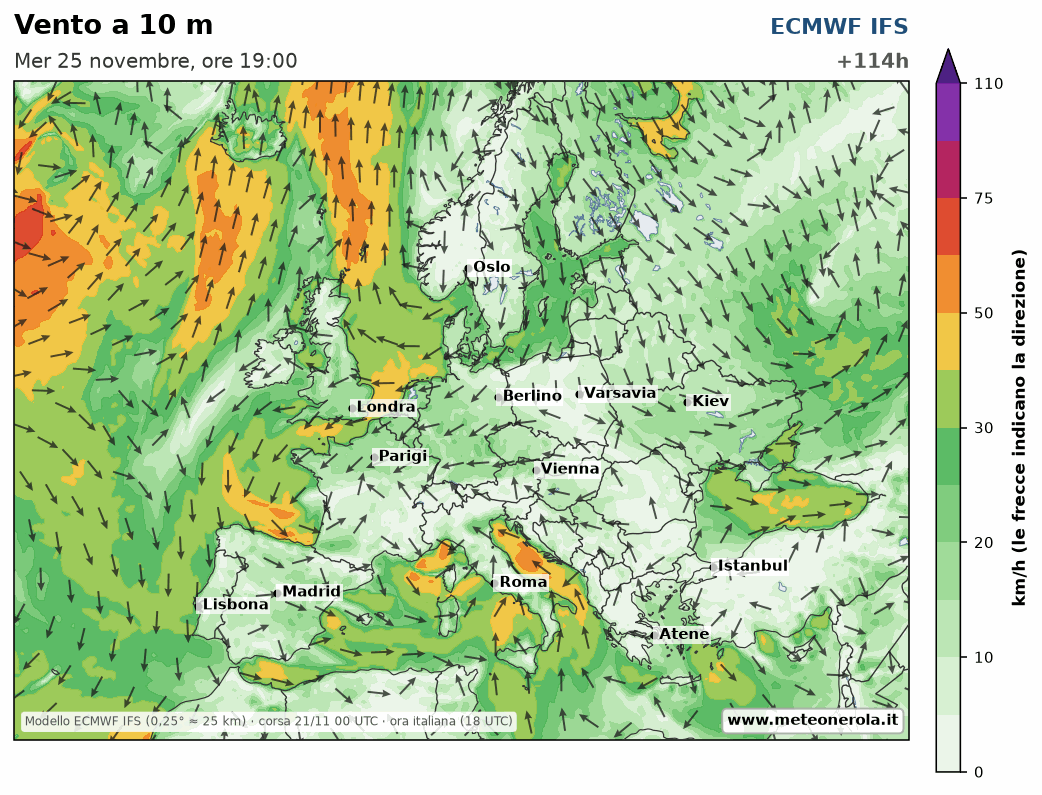 Vento a 10 m
ECMWF IFS
Mer 25 novembre, ore 19:00
+114h
Oslo
Berlino
Varsavia
Kiev
Londra
Parigi
Vienna
Istanbul
Roma
Madrid
Lisbona
Atene
Modello ECMWF IFS (0,25° ≈ 25 km) · corsa 21/11 00 UTC · ora italiana (18 UTC)
www.meteonerola.it
110
75
50
30
20
10
0
km/h (le frecce indicano la direzione)